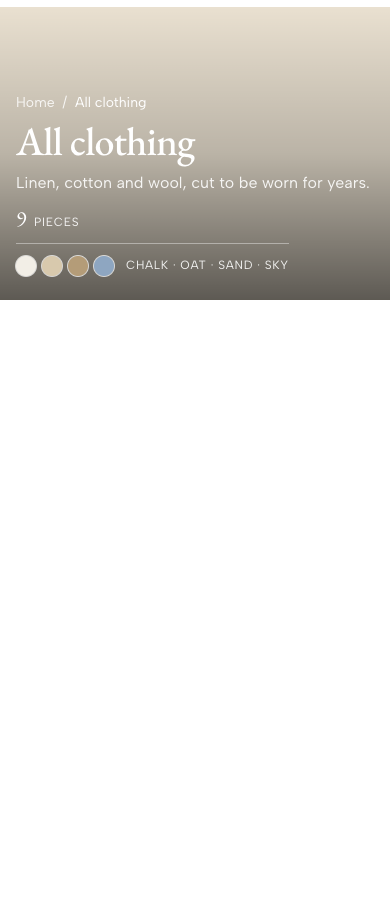 Home / All clothing
All clothing
Linen, cotton and wool, cut to be worn for years.
9 PIECES
CHALK · OAT · SAND · SKY